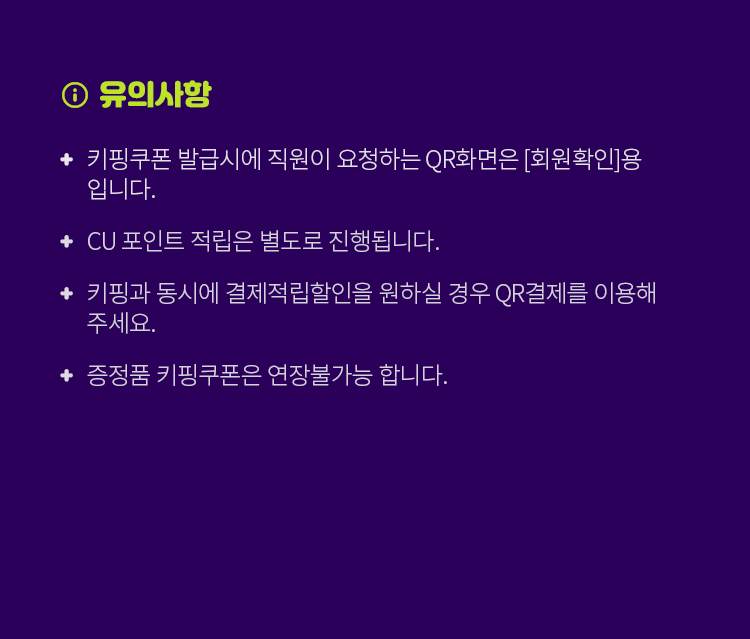 유의사항
키핑쿠폰 발급시에 직원이 요청하는 QR화면은 [회원확인]용
입니다.
CU 포인트 적립은 별도로 진행됩니다.
키핑과 동시에 결제적립할인을 원하실 경우 QR결제를 이용해
주세요.
증정품 키핑쿠폰은 연장불가능 합니다.